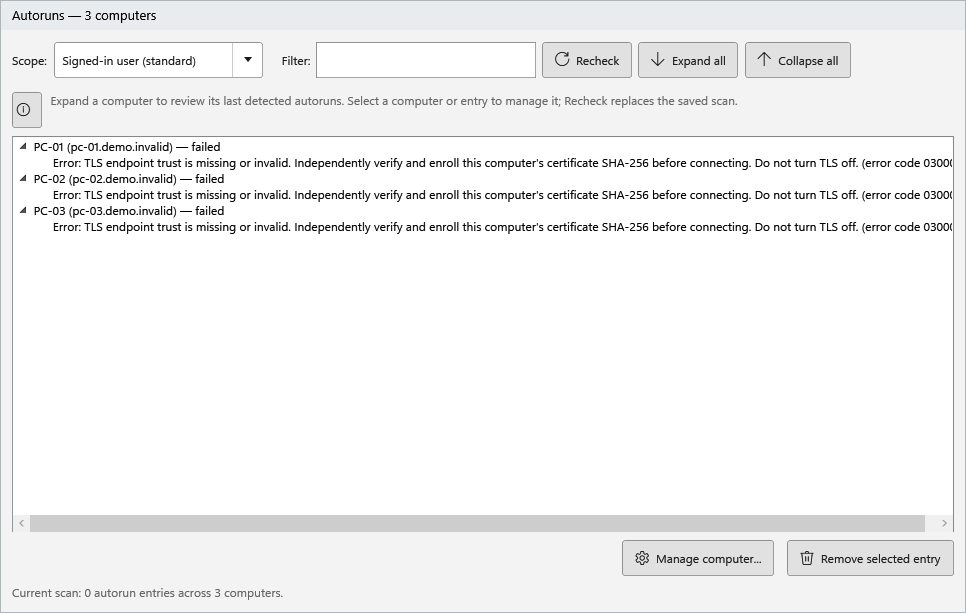 Autoruns — 3 computers
Scope: Signed-in user (standard) Filter: Recheck Expand all Collapse all
Expand a computer to review its last detected autoruns. Select a computer or entry to manage it; Recheck replaces the saved scan.
PC-01 (pc-01.demo.invalid) — failed
Error: TLS endpoint trust is missing or invalid. Independently verify and enroll this computer's certificate SHA-256 before connecting. Do not turn TLS off. (error code 0300
PC-02 (pc-02.demo.invalid) — failed
Error: TLS endpoint trust is missing or invalid. Independently verify and enroll this computer's certificate SHA-256 before connecting. Do not turn TLS off. (error code 0300
PC-03 (pc-03.demo.invalid) — failed
Error: TLS endpoint trust is missing or invalid. Independently verify and enroll this computer's certificate SHA-256 before connecting. Do not turn TLS off. (error code 0300
Manage computer... Remove selected entry
Current scan: 0 autorun entries across 3 computers.